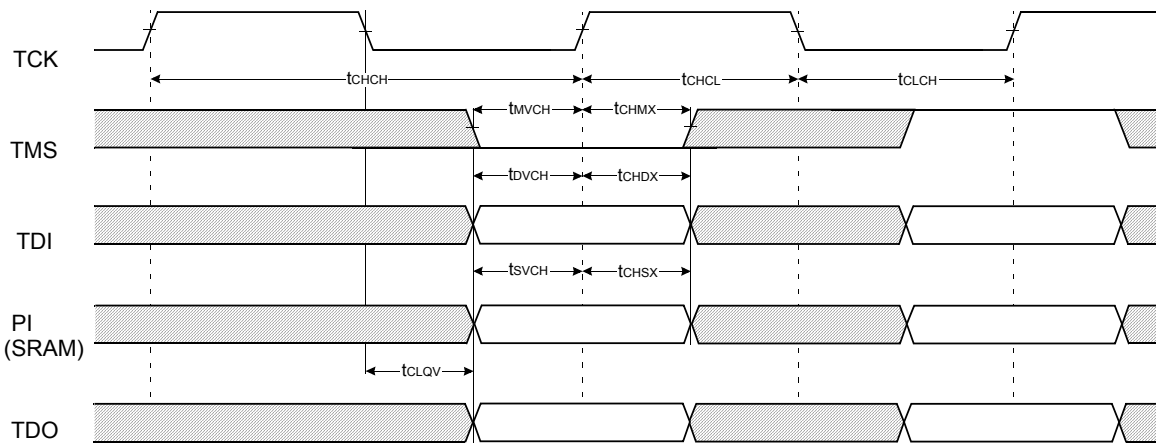 TCK
tCHCH
tCHCL
tCLCH
tMVCH
tCHMX
TMS
tDVCH
tCHDX
TDI
tSVCH
tCHSX
PI
(SRAM)
tCLQV
TDO